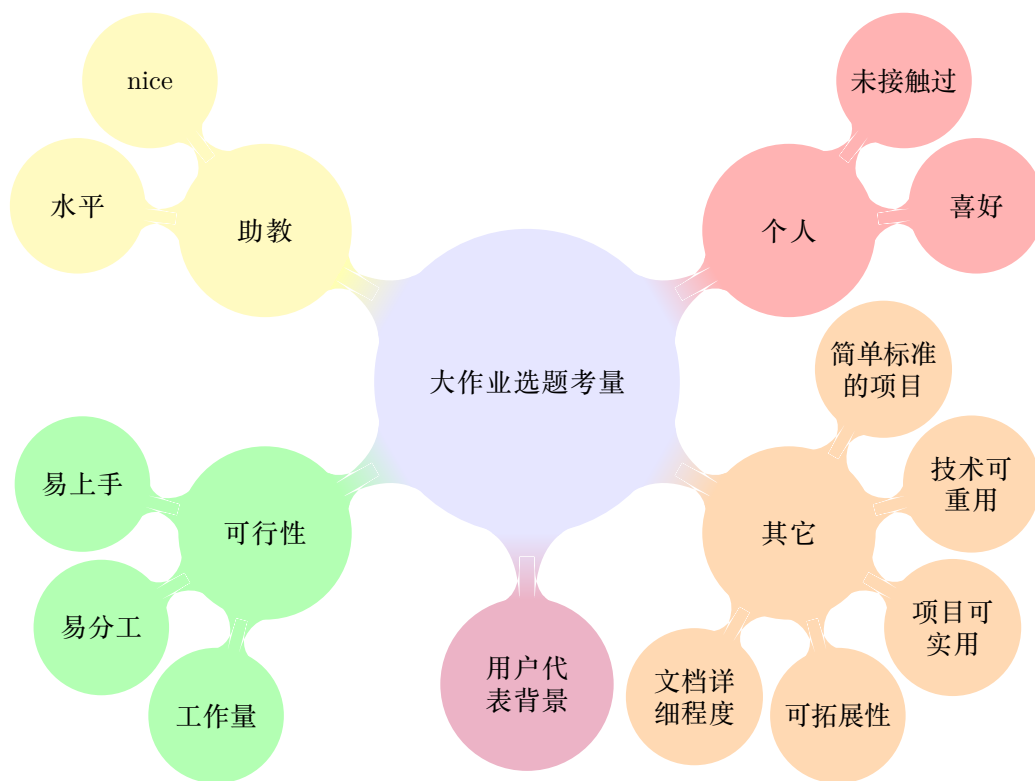 nice
水平
助教
未接触过
喜好
个人
大作业选题考量
简单标准
的项目
技术可
重用
其它
项目可
实用
可拓展性
文档详
细程度
用户代
表背景
易上手
可行性
易分工
工作量